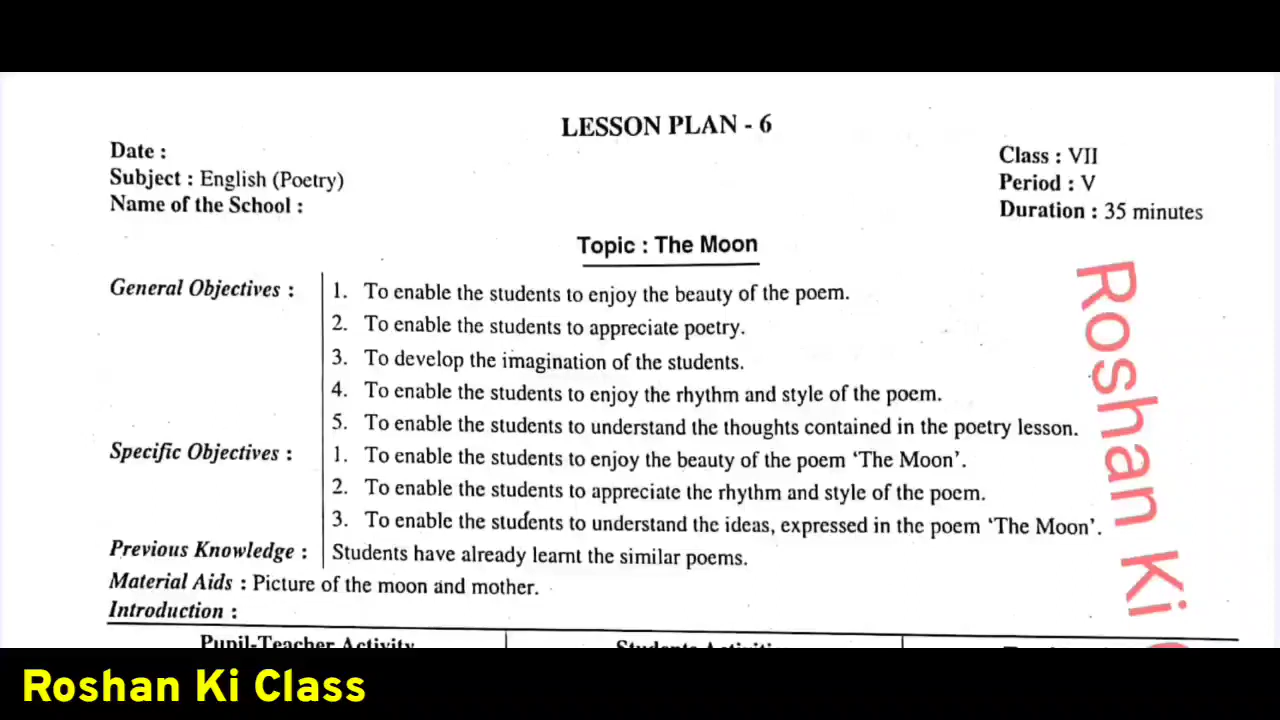 LESSON PLAN - 6
Date :
Class : VII
Subject : English (Poetry)
Period : V
Name of the School :
Duration : 35 minutes
Topic : The Moon
General Objectives :
1. To enable the students to enjoy the beauty of the poem.
2. To enable the students to appreciate poetry.
3. To develop the imagination of the students.
4. To enable the students to enjoy the rhythm and style of the poem.
5. To enable the students to understand the thoughts contained in the poetry lesson.
Specific Objectives :
1. To enable the students to enjoy the beauty of the poem ‘The Moon’.
2. To enable the students to appreciate the rhythm and style of the poem.
3. To enable the students to understand the ideas, expressed in the poem ‘The Moon’.
Previous Knowledge : Students have already learnt the similar poems.
Material Aids : Picture of the moon and mother.
Introduction :
Pupil-Teacher Activity
Roshan Ki
Roshan Ki Class